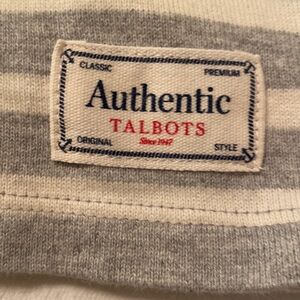 CLASSIC PREMIUM
Authentic
TALBOTS
Since 1947
ORIGINAL STYLE